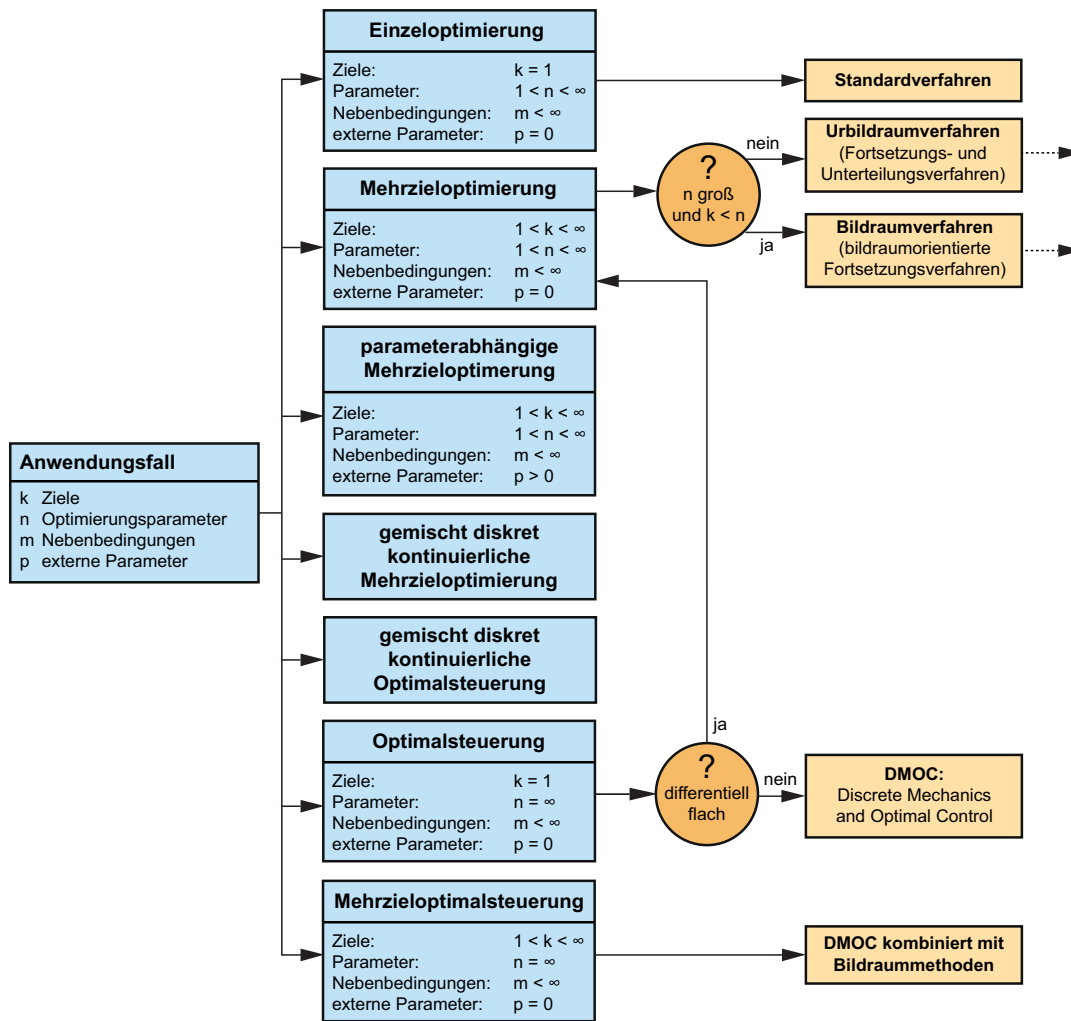 Einzeloptimierung
Ziele: k = 1
Parameter: 1 < n < ∞
Nebenbedingungen: m < ∞
externe Parameter: p = 0
Standardverfahren
Mehrzieloptimierung
Ziele: 1 < k < ∞
Parameter: 1 < n < ∞
Nebenbedingungen: m < ∞
externe Parameter: p = 0
?
n groß
und k < n
nein
Urbildraumverfahren
(Fortsetzungs- und
Unterteilungsverfahren)
ja
Bildraumverfahren
(bildraumorientierte
Fortsetzungsverfahren)
parameterabhängige
Mehrzieloptimerung
Ziele: 1 < k < ∞
Parameter: 1 < n < ∞
Nebenbedingungen: m < ∞
externe Parameter: p > 0
Anwendungsfall
k Ziele
n Optimierungsparameter
m Nebenbedingungen
p externe Parameter
gemischt diskret
kontinuierliche
Mehrzieloptimierung
gemischt diskret
kontinuierliche
Optimalsteuerung
Optimalsteuerung
Ziele: k = 1
Parameter: n = ∞
Nebenbedingungen: m < ∞
externe Parameter: p = 0
ja
?
differentiell
flach
nein
DMOC:
Discrete Mechanics
and Optimal Control
Mehrzieloptimalsteuerung
Ziele: 1 < k < ∞
Parameter: n = ∞
Nebenbedingungen: m < ∞
externe Parameter: p = 0
DMOC kombiniert mit
Bildraummethoden